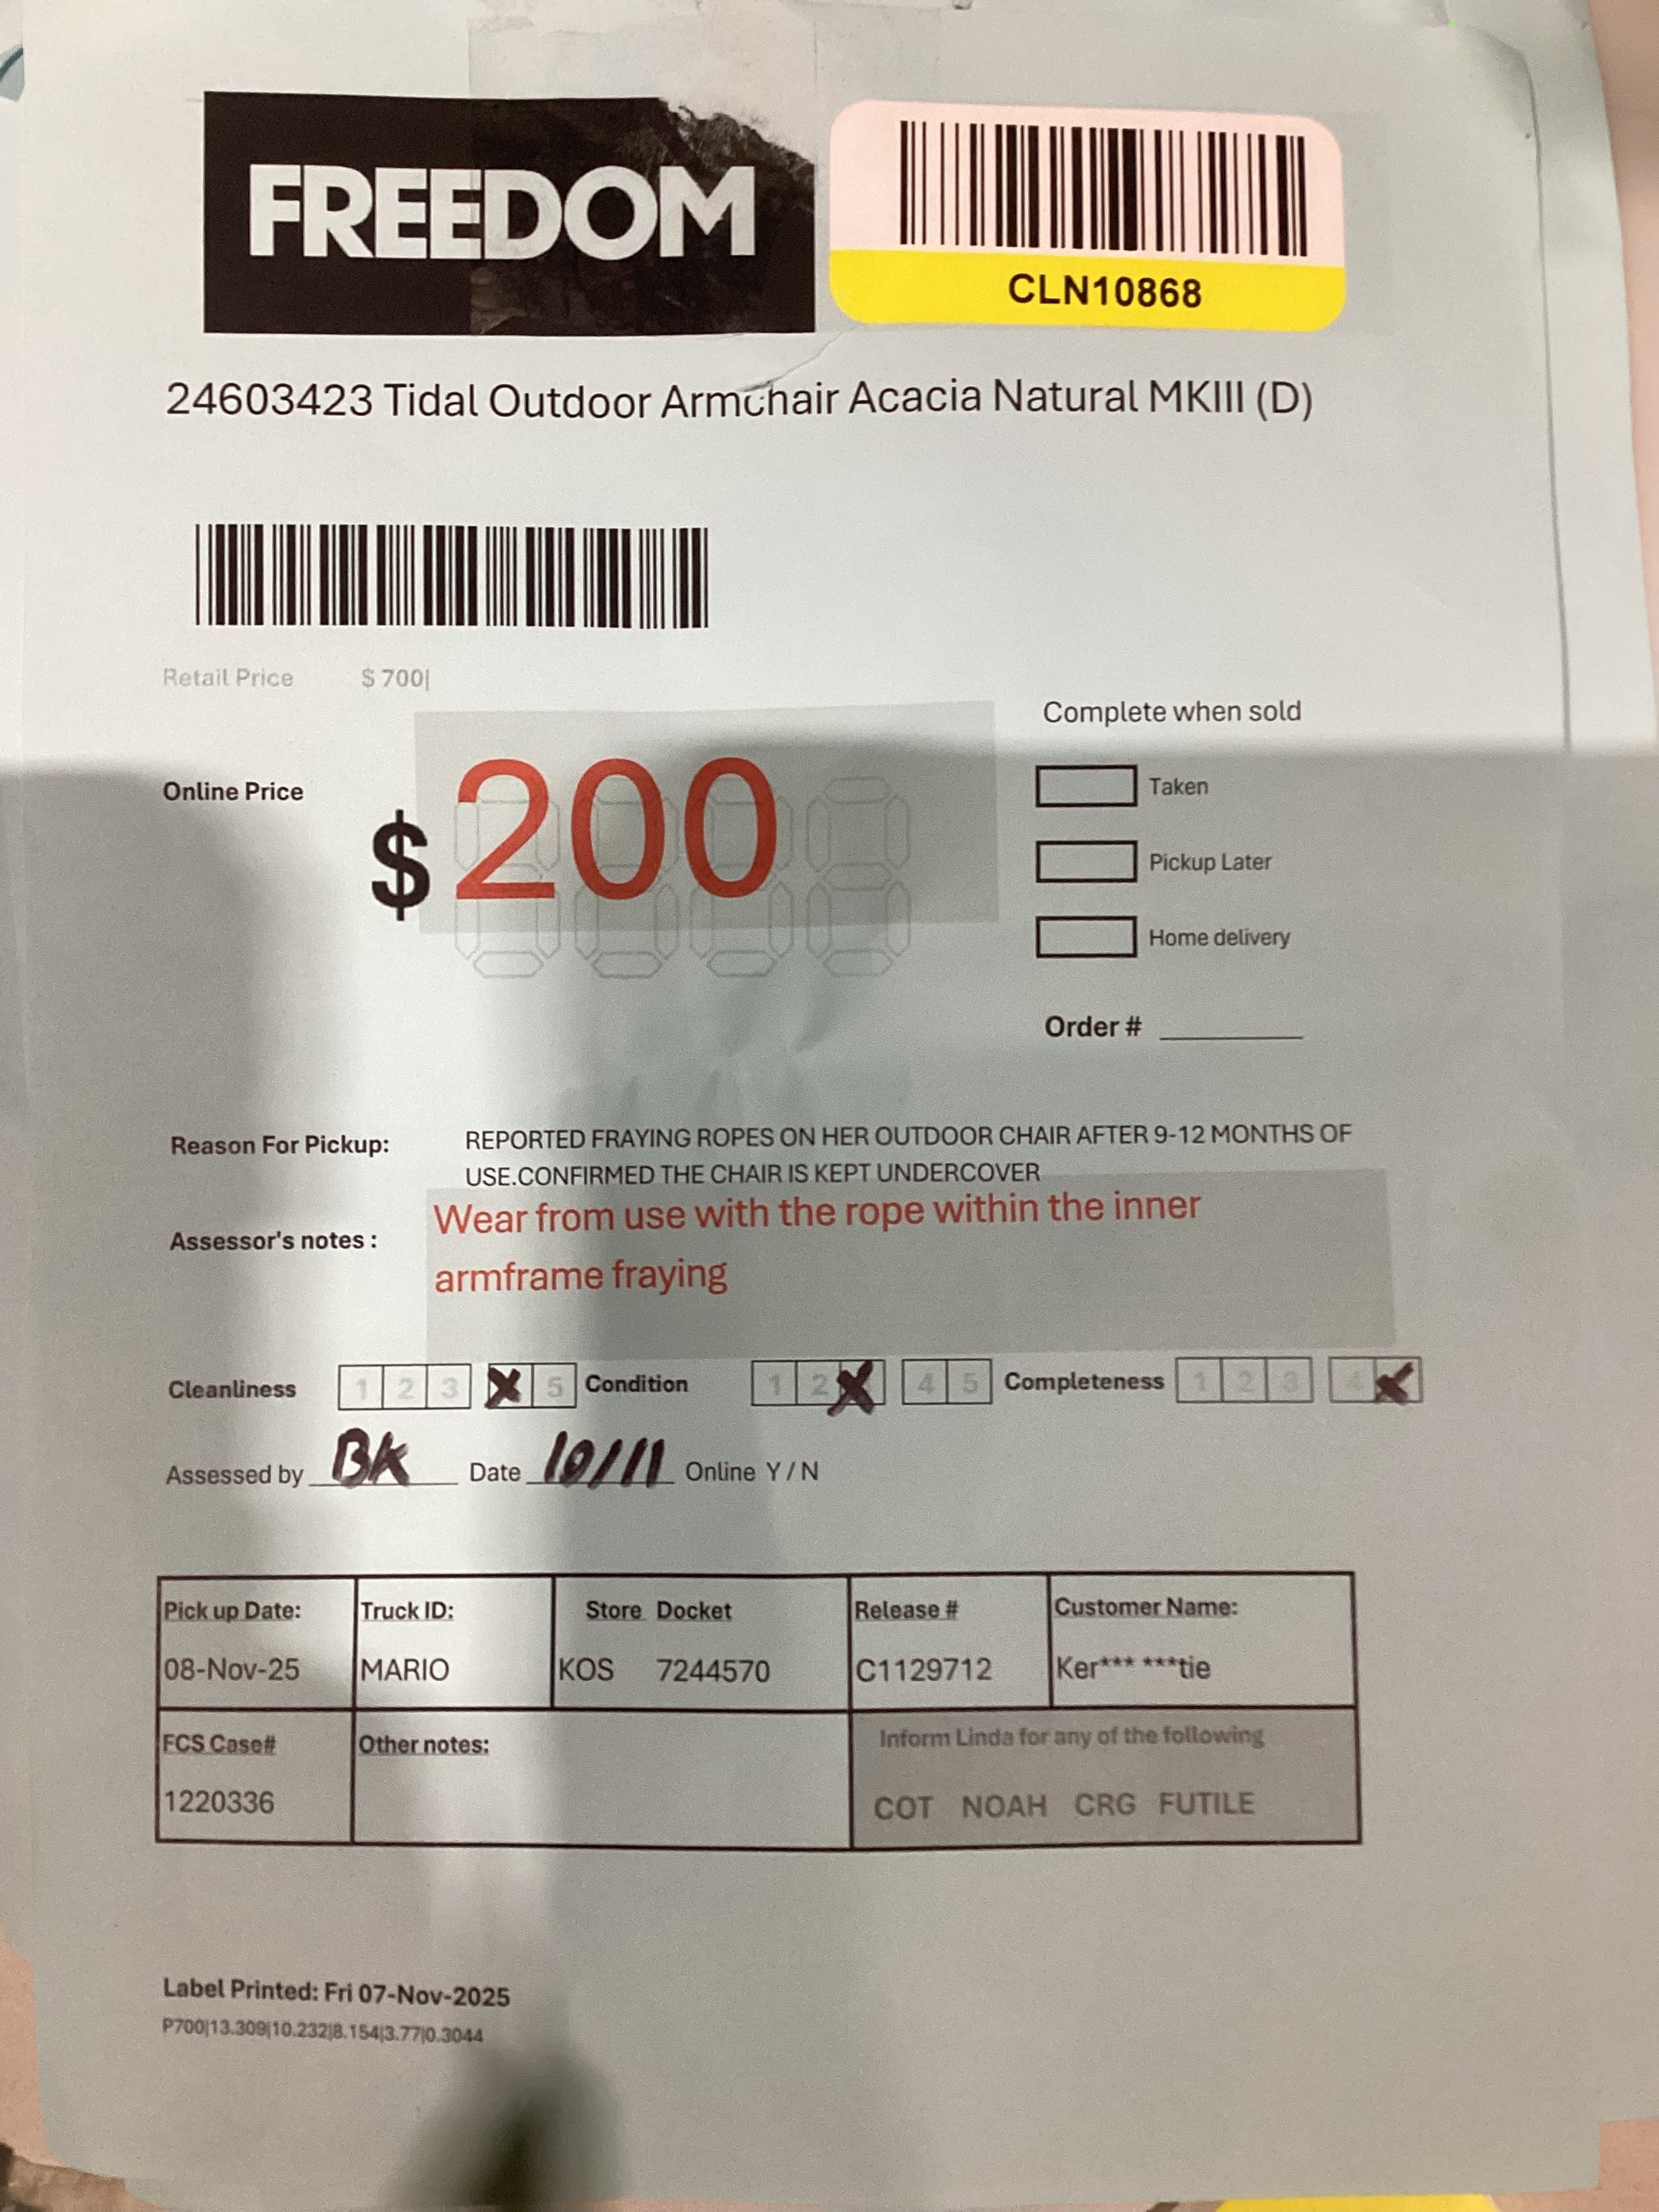 FREEDOM
CLN10868
24603423 Tidal Outdoor Armchair Acacia Natural MKIII (D)
Retail Price $ 700|
Complete when sold
Online Price
$ 200
Taken
Pickup Later
Home delivery
Order #
Reason For Pickup: REPORTED FRAYING ROPES ON HER OUTDOOR CHAIR AFTER 9-12 MONTHS OF
USE.CONFIRMED THE CHAIR IS KEPT UNDERCOVER
Assessor's notes : Wear from use with the rope within the inner
armframe fraying
Cleanliness 1 2 3 X 5 Condition 1 2 X 4 5 Completeness 1 2 3 4 X
Assessed by BK Date 10/11 Online Y / N
Pick up Date: Truck ID: Store Docket Release # Customer Name:
08-Nov-25 MARIO KOS 7244570 C1129712 Ker*** ***tie
FCS Case# Other notes: Inform Linda for any of the following
1220336 COT NOAH CRG FUTILE
Label Printed: Fri 07-Nov-2025
P700|13.309|10.232|8.154|3.77|0.3044